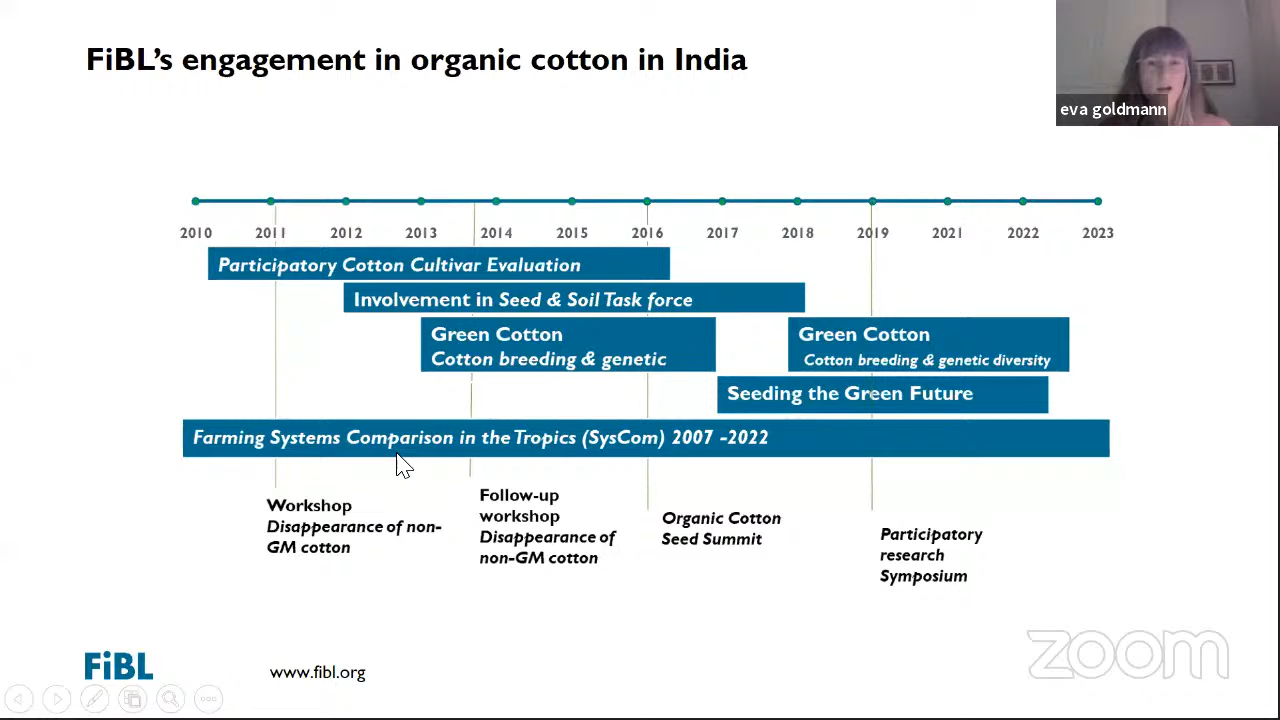 FiBL's engagement in organic cotton in India
eva goldmann
2010 2011 2012 2013 2014 2015 2016 2017 2018 2019 2021 2022 2023
Participatory Cotton Cultivar Evaluation
Involvement in Seed & Soil Task force
Green Cotton
Cotton breeding & genetic
Green Cotton
Cotton breeding & genetic diversity
Seeding the Green Future
Farming Systems Comparison in the Tropics (SysCom) 2007 -2022
Workshop
Disappearance of non-
GM cotton
Follow-up
workshop
Disappearance of
non-GM cotton
Organic Cotton
Seed Summit
Participatory
research
Symposium
FiBL
www.fibl.org
zoom